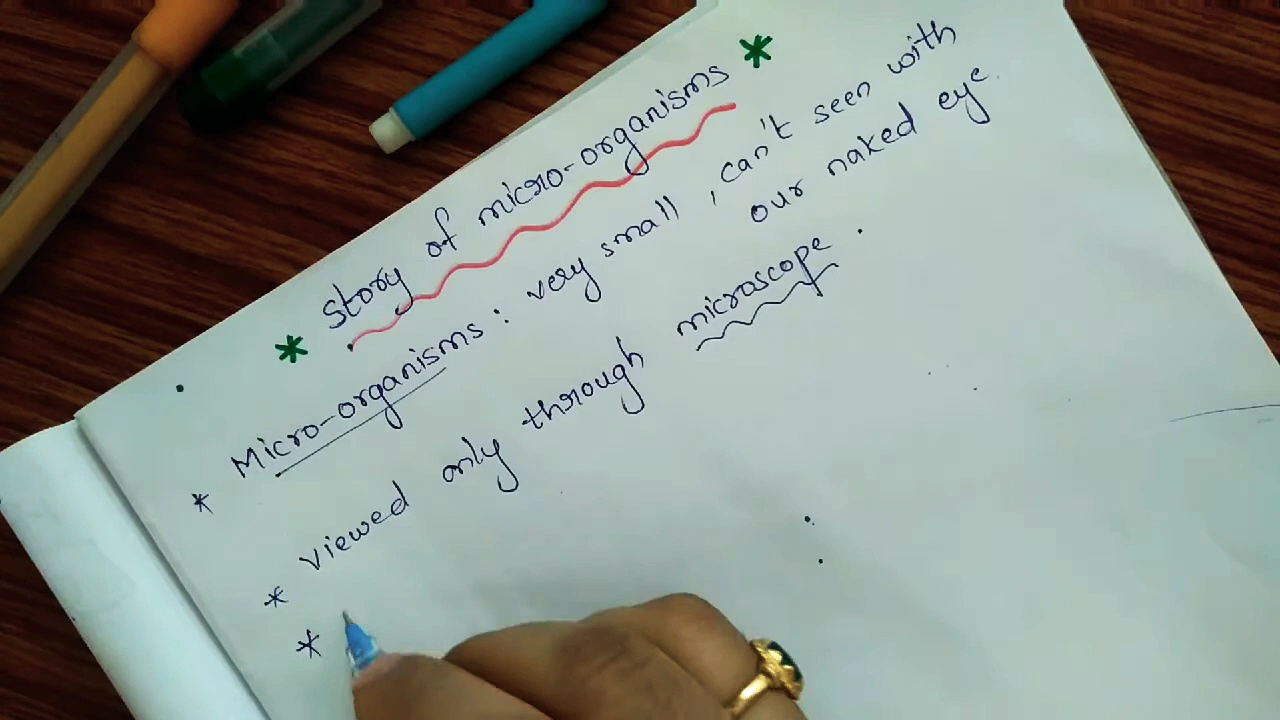 * Story of micro-organisms *
* Micro-organisms : very small , can't seen with
our naked eye.
* viewed only through microscope .
*